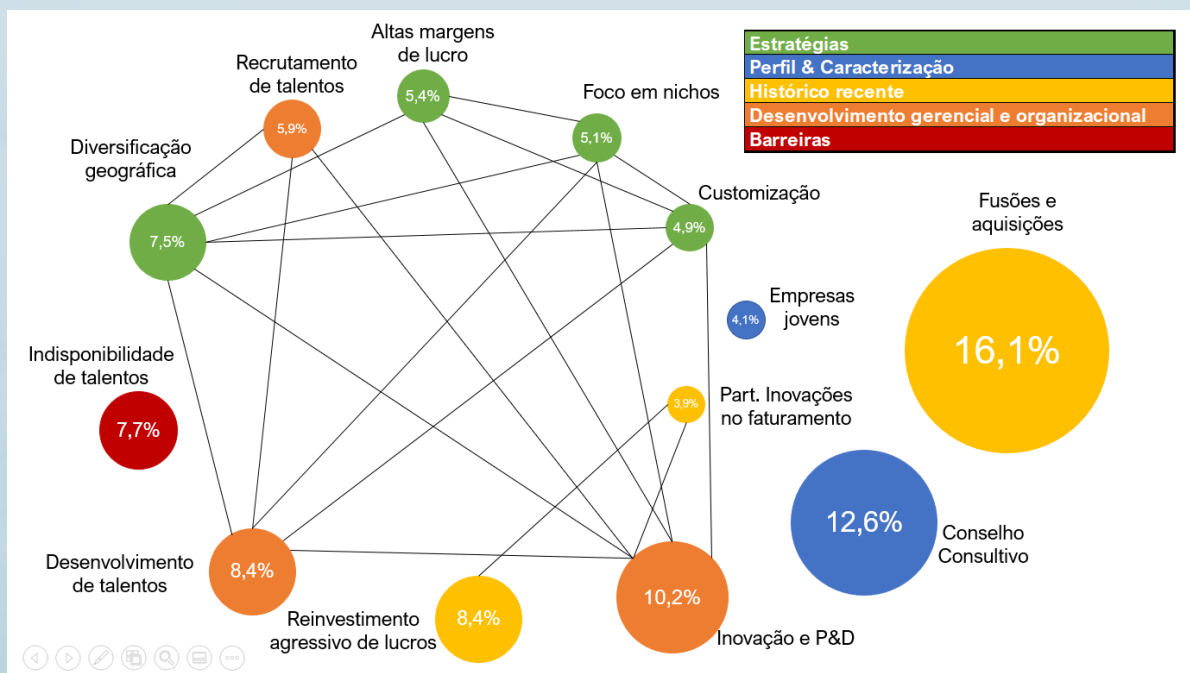 Altas margens
de lucro
5,4%
Recrutamento
de talentos
5,9%
Foco em nichos
5,1%
Estratégias
Perfil & Caracterização
Histórico recente
Desenvolvimento gerencial e organizacional
Barreiras
Diversificação
geográfica
7,5%
Customização
4,9%
Fusões e
aquisições
16,1%
Empresas
jovens
4,1%
Indisponibilidade
de talentos
7,7%
Part. Inovações
no faturamento
3,9%
12,6%
Conselho
Consultivo
Desenvolvimento
de talentos
8,4%
Reinvestimento
agressivo de lucros
8,4%
10,2%
Inovação e P&D